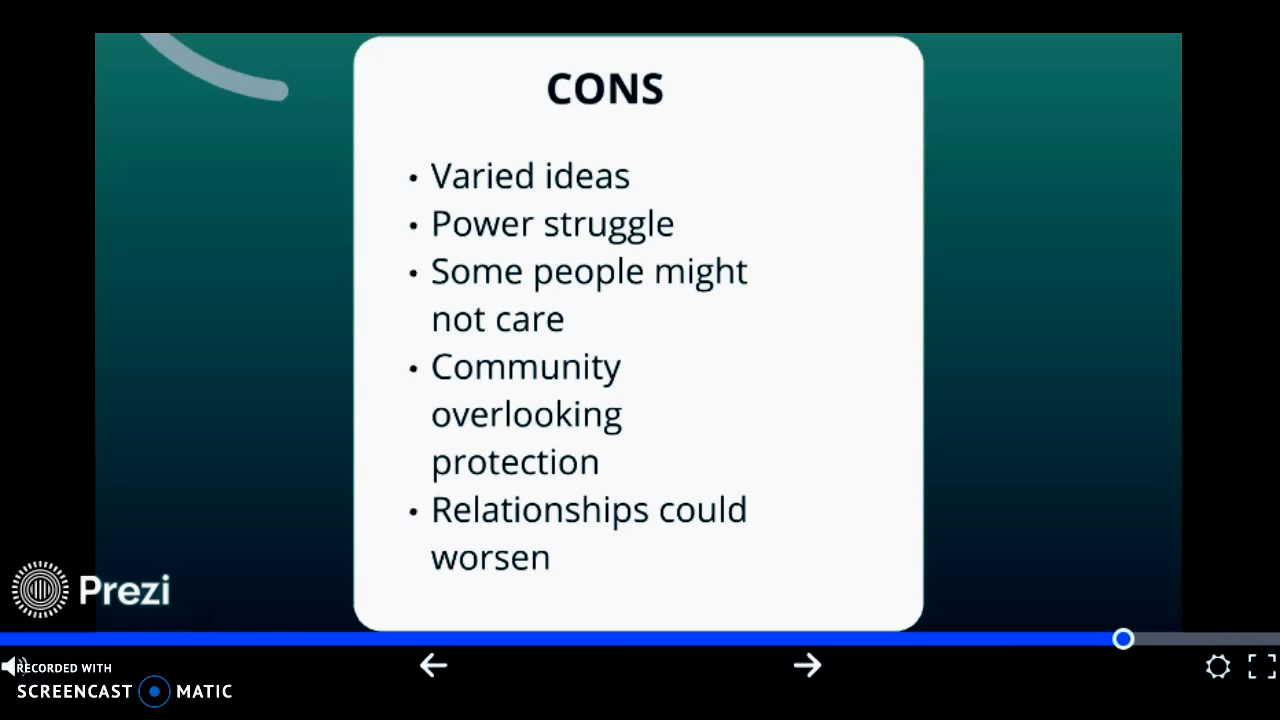 CONS
• Varied ideas
• Power struggle
• Some people might
not care
• Community
overlooking
protection
• Relationships could
worsen
Prezi
RECORDED WITH
SCREENCAST MATIC